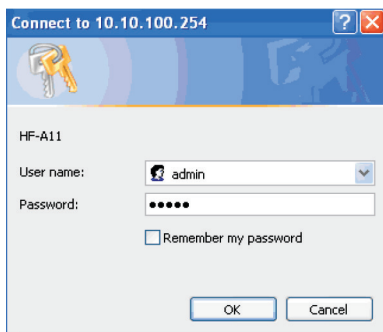 Connect to 10.10.100.254
HF-A11
User name:
admin
Password:
•••••
Remember my password
OK
Cancel